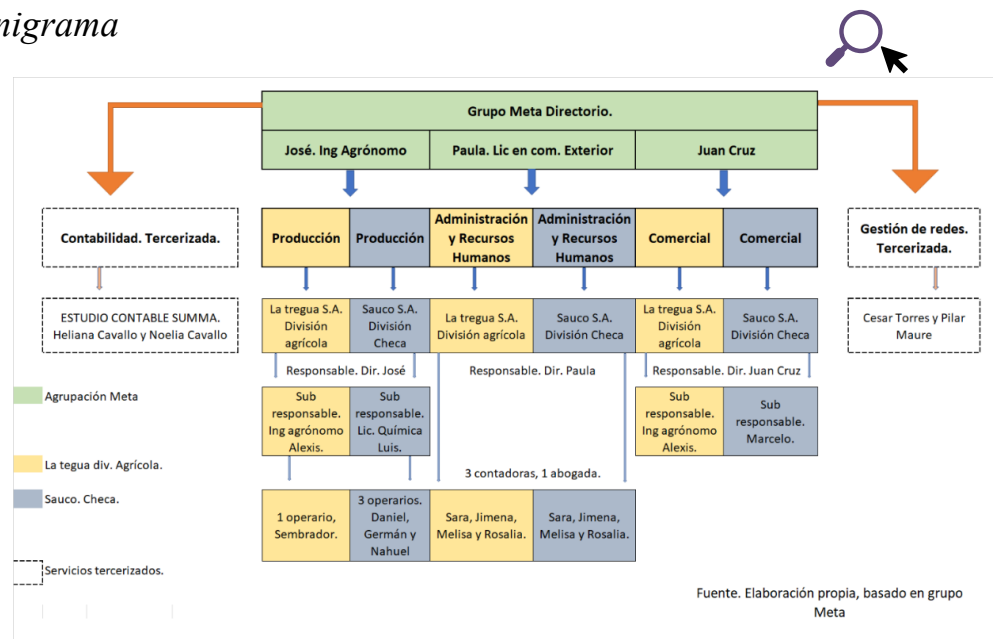 nigrama
Grupo Meta Directorio.
José. Ing Agrónomo
Paula. Lic en com. Exterior
Juan Cruz
Contabilidad. Tercerizada.
Producción
Producción
Administración
y Recursos
Humanos
Administración
y Recursos
Humanos
Comercial
Comercial
Gestión de redes.
Tercerizada.
ESTUDIO CONTABLE SUMMA.
Heliana Cavallo y Noelia Cavallo
La tregua S.A.
División
agrícola
Sauco S.A.
División
Checa
La tregua S.A.
División agrícola
Sauco S.A.
División Checa
La tregua S.A.
División
agrícola
Sauco S.A.
División Checa
Cesar Torres y Pilar
Maure
Responsable. Dir. José
Responsable. Dir. Paula
Responsable. Dir. Juan Cruz
Agrupación Meta
Sub
responsable.
Ing agrónomo
Alexis.
Sub
responsable.
Lic. Química
Luis.
Sub
responsable.
Ing agrónomo
Alexis.
Sub
responsable.
Marcelo.
La tegua div. Agrícola.
3 contadoras, 1 abogada.
Sauco. Checa.
1 operario,
Sembrador.
3 operarios.
Daniel,
Germán y
Nahuel
Sara, Jimena,
Melisa y Rosalia.
Sara, Jimena,
Melisa y Rosalia.
Servicios tercerizados.
Fuente. Elaboración propia, basado en grupo
Meta